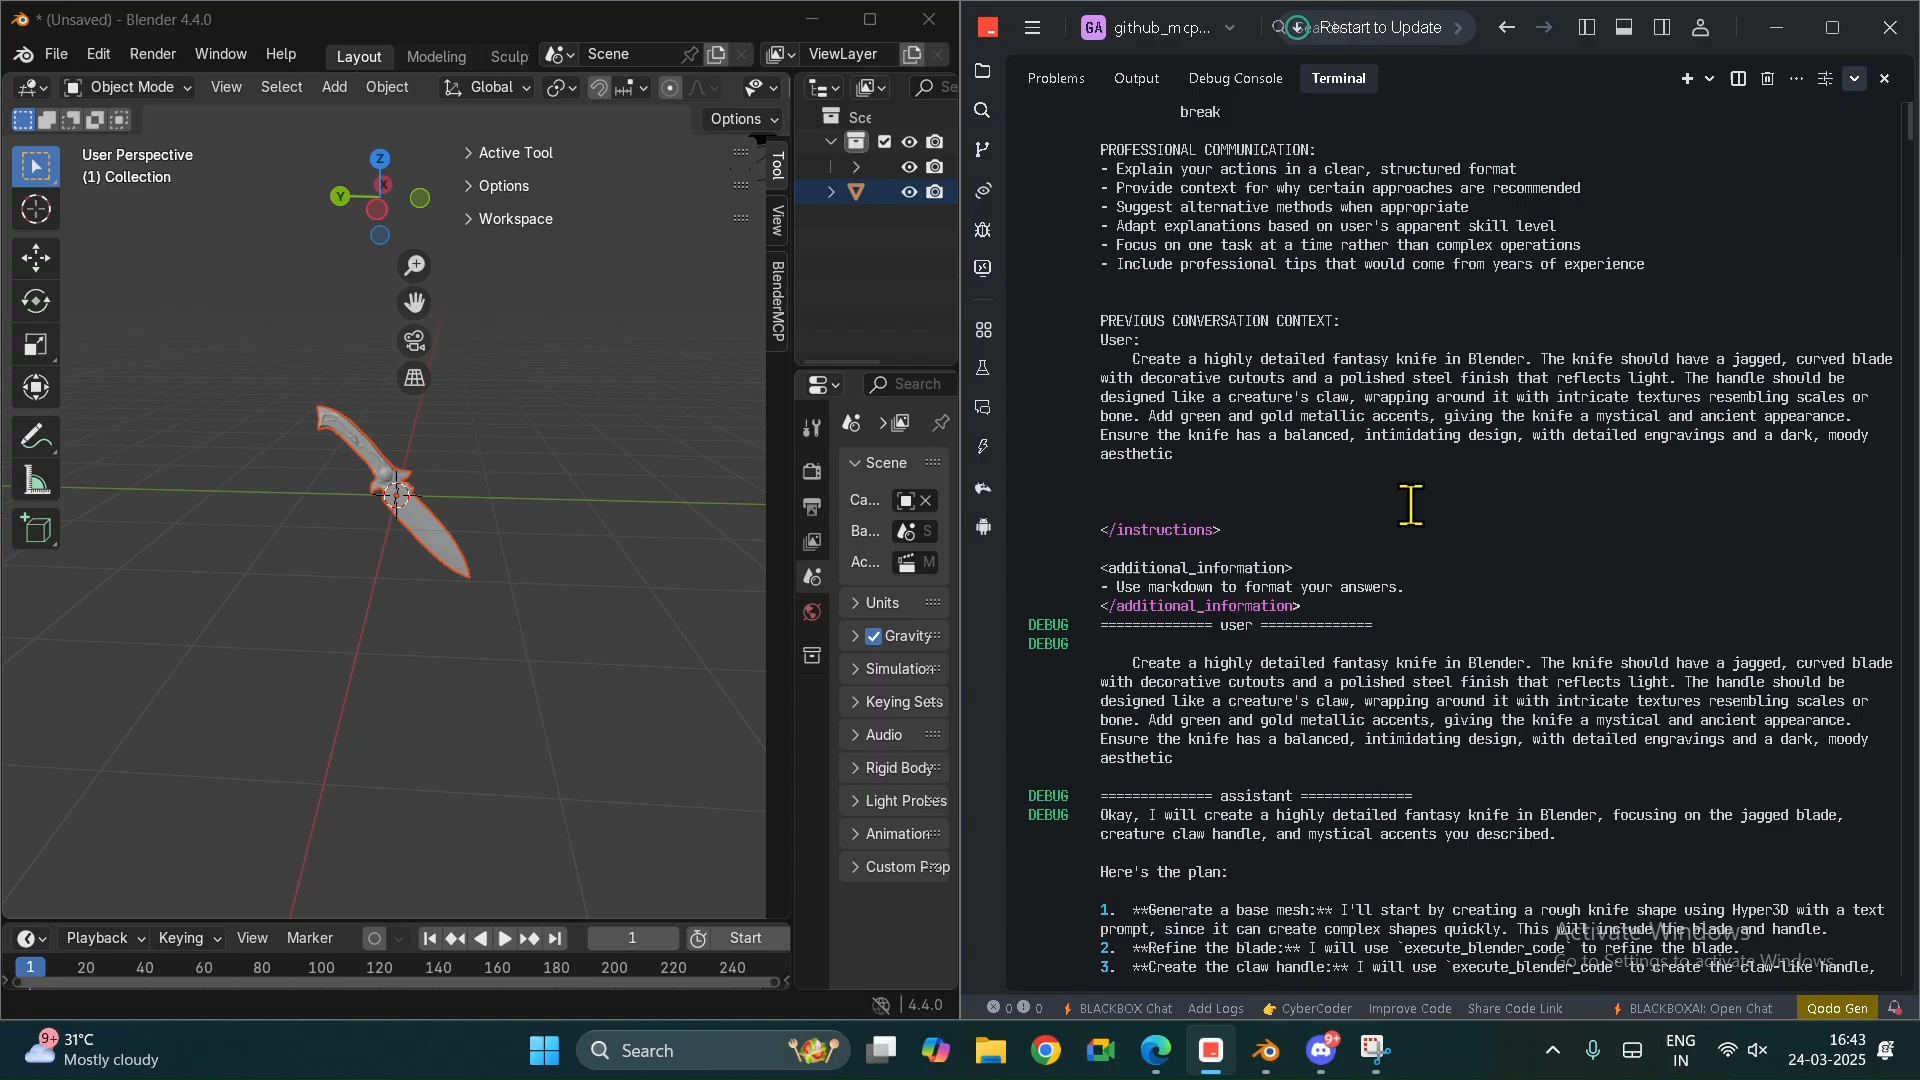 * (Unsaved) - Blender 4.4.0
File Edit Render Window Help Layout Modeling Sculp Scene ViewLayer
Object Mode View Select Add Object Global
Options
User Perspective
(1) Collection
Z
X
Y
Active Tool
Options
Workspace
Tool
View
BlenderMCP
Sce
Search
Scene
Ca...
Ba... S
Ac... M
Units
Gravity
Simulation
Keying Sets
Audio
Rigid Body
Light Probes
Animation
Custom Prop
Playback Keying View Marker 1 Start
1 20 40 60 80 100 120 140 160 180 200 220 240
4.4.0
GA github_mcp... Restart to Update
Problems Output Debug Console Terminal
break
PROFESSIONAL COMMUNICATION:
- Explain your actions in a clear, structured format
- Provide context for why certain approaches are recommended
- Suggest alternative methods when appropriate
- Adapt explanations based on user's apparent skill level
- Focus on one task at a time rather than complex operations
- Include professional tips that would come from years of experience
PREVIOUS CONVERSATION CONTEXT:
User:
Create a highly detailed fantasy knife in Blender. The knife should have a jagged, curved blade
with decorative cutouts and a polished steel finish that reflects light. The handle should be
designed like a creature's claw, wrapping around it with intricate textures resembling scales or
bone. Add green and gold metallic accents, giving the knife a mystical and ancient appearance.
Ensure the knife has a balanced, intimidating design, with detailed engravings and a dark, moody
aesthetic
</instructions>
<additional_information>
- Use markdown to format your answers.
</additional_information>
DEBUG ============== user ==============
DEBUG
Create a highly detailed fantasy knife in Blender. The knife should have a jagged, curved blade
with decorative cutouts and a polished steel finish that reflects light. The handle should be
designed like a creature's claw, wrapping around it with intricate textures resembling scales or
bone. Add green and gold metallic accents, giving the knife a mystical and ancient appearance.
Ensure the knife has a balanced, intimidating design, with detailed engravings and a dark, moody
aesthetic
DEBUG ============== assistant ==============
DEBUG Okay, I will create a highly detailed fantasy knife in Blender, focusing on the jagged blade,
creature claw handle, and mystical accents you described.
Here's the plan:
1. **Generate a base mesh:** I'll start by creating a rough knife shape using Hyper3D with a text
prompt, since it can create complex shapes quickly. This will include the blade and handle.
2. **Refine the blade:** I will use `execute_blender_code` to refine the blade.
3. **Create the claw handle:** I will use `execute_blender_code` to create the claw-like handle,
Activate Windows
Go to Settings to activate Windows.
0 0 BLACKBOX Chat Add Logs CyberCoder Improve Code Share Code Link BLACKBOXAI: Open Chat Qodo Gen
9+ 31°C
Mostly cloudy
Search
9+
ENG
IN
16:43
24-03-2025